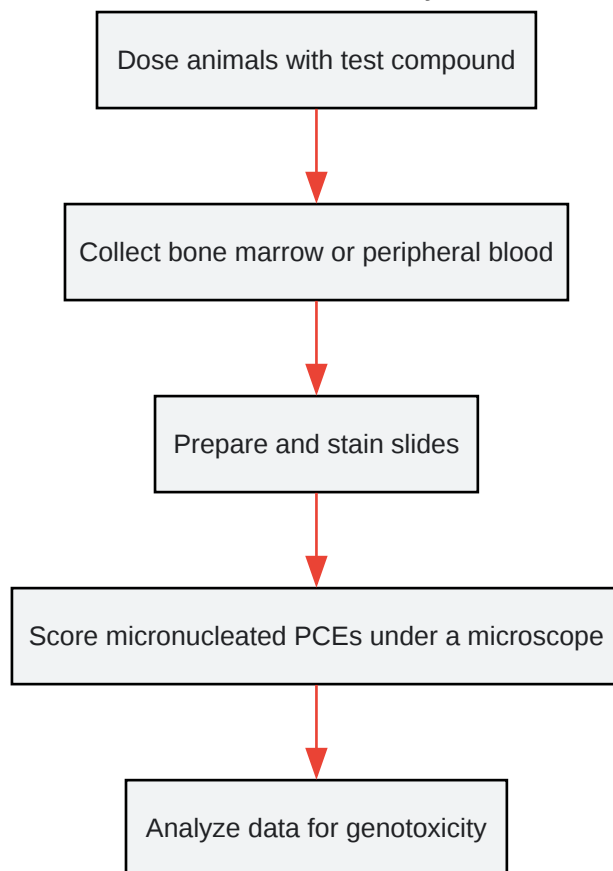 Dose animals with test compound
Collect bone marrow or peripheral blood
Prepare and stain slides
Score micronucleated PCEs under a microscope
Analyze data for genotoxicity